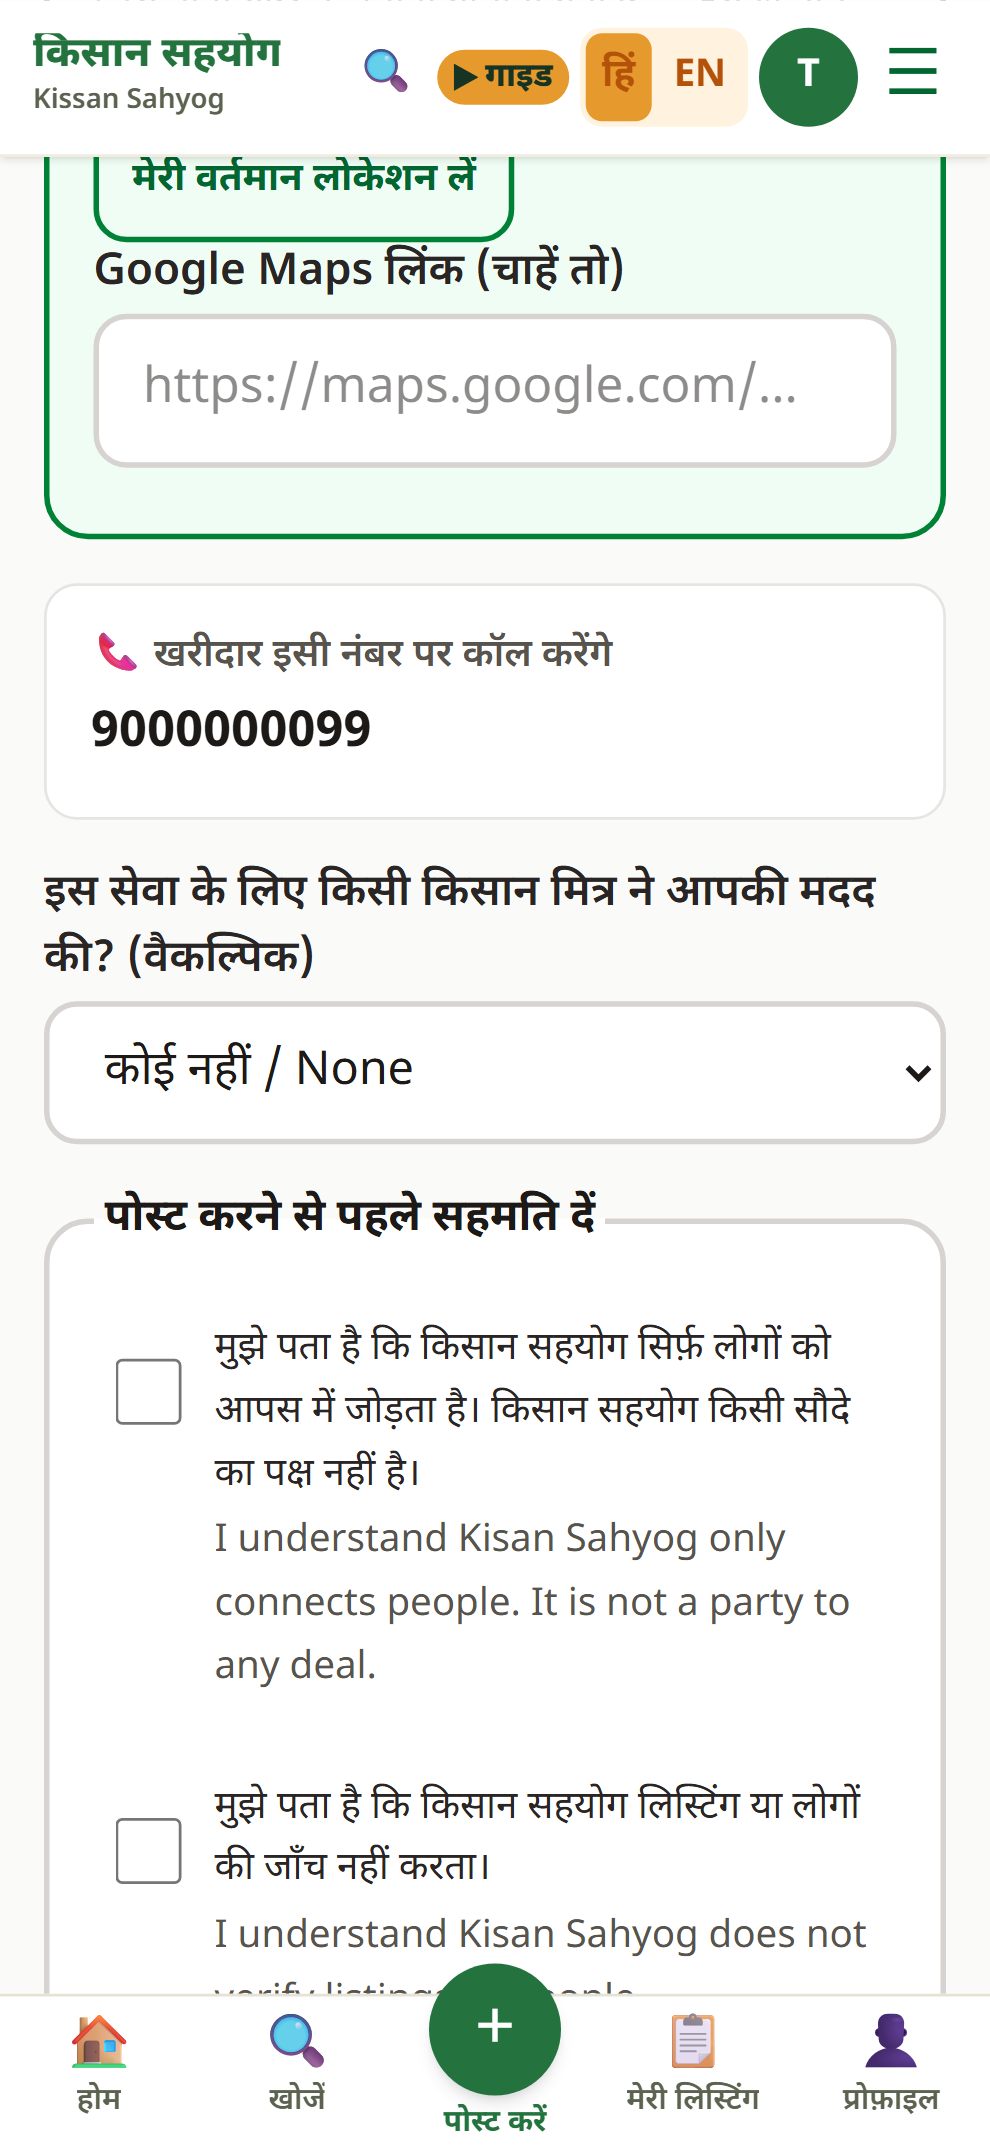 किसान सहयोग
Kissan Sahyog
▶ गाइड
हिं
EN
T
मेरी वर्तमान लोकेशन लें
Google Maps लिंक (चाहें तो)
https://maps.google.com/...
खरीदार इसी नंबर पर कॉल करेंगे
9000000099
इस सेवा के लिए किसी किसान मित्र ने आपकी मदद
की? (वैकल्पिक)
कोई नहीं / None
पोस्ट करने से पहले सहमति दें
मुझे पता है कि किसान सहयोग सिर्फ़ लोगों को
आपस में जोड़ता है। किसान सहयोग किसी सौदे
का पक्ष नहीं है।
I understand Kisan Sahyog only
connects people. It is not a party to
any deal.
मुझे पता है कि किसान सहयोग लिस्टिंग या लोगों
की जाँच नहीं करता।
I understand Kisan Sahyog does not
+
होम
खोजें
पोस्ट करें
मेरी लिस्टिंग
प्रोफ़ाइल